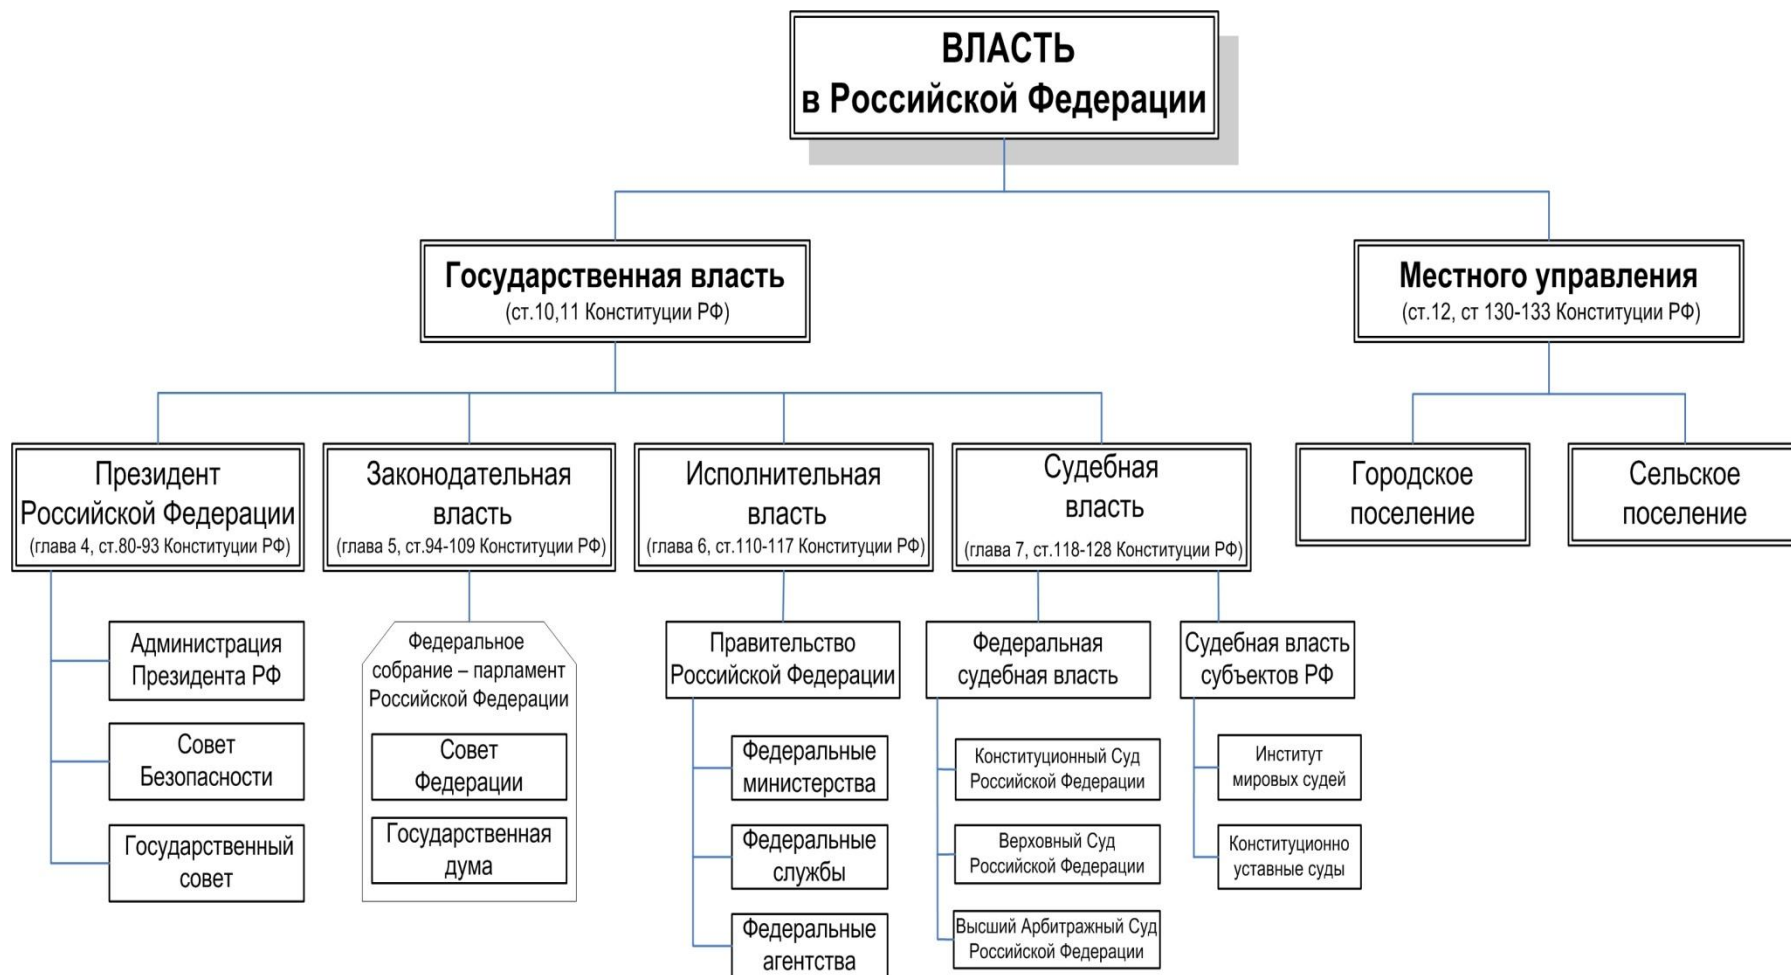 ВЛАСТЬ
в Российской Федерации
Государственная власть
(ст.10,11 Конституции РФ)
Местного управления
(ст.12, ст 130-133 Конституции РФ)
Президент
Российской Федерации
(глава 4, ст.80-93 Конституции РФ)
Законодательная
власть
(глава 5, ст.94-109 Конституции РФ)
Исполнительная
власть
(глава 6, ст.110-117 Конституции РФ)
Судебная
власть
(глава 7, ст.118-128 Конституции РФ)
Городское
поселение
Сельское
поселение
Администрация
Президента РФ
Совет
Безопасности
Государственный
совет
Федеральное
собрание – парламент
Российской Федерации
Совет
Федерации
Государственная
дума
Правительство
Российской Федерации
Федеральные
министерства
Федеральные
службы
Федеральные
агентства
Федеральная
судебная власть
Конституционный Суд
Российской Федерации
Верховный Суд
Российской Федерации
Высший Арбитражный Суд
Российской Федерации
Судебная власть
субъектов РФ
Институт
мировых судей
Конституционно
уставные суды